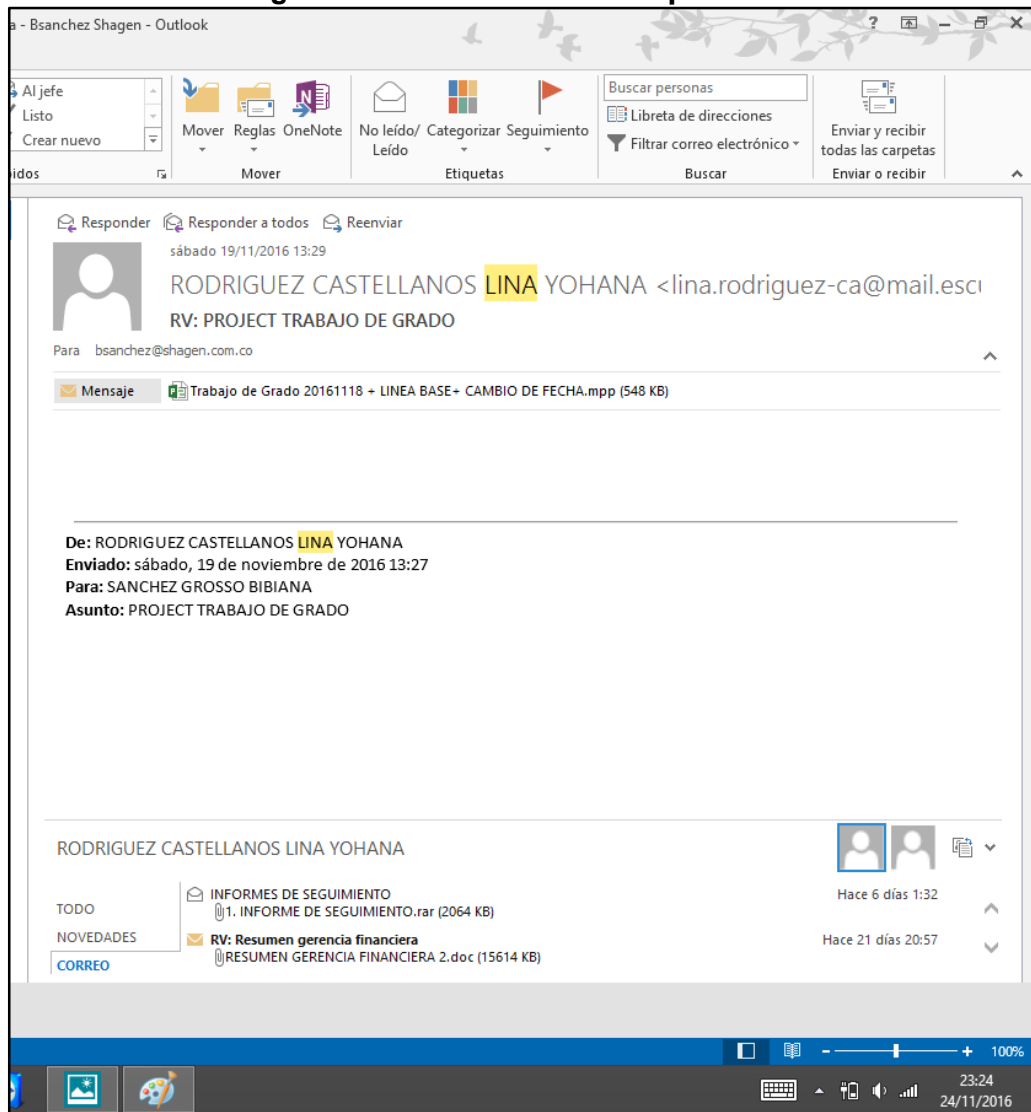 a - Bsanchez Shagen - Outlook
?
Al jefe
Listo
Crear nuevo
Mover
Reglas
OneNote
No leído/
Leído
Categorizar
Seguimiento
Buscar personas
Libreta de direcciones
Filtrar correo electrónico
Enviar y recibir
todas las carpetas
idos
Mover
Etiquetas
Buscar
Enviar o recibir
Responder Responder a todos Reenviar
sábado 19/11/2016 13:29
RODRIGUEZ CASTELLANOS LINA YOHANA <lina.rodriguez-ca@mail.escu
RV: PROJECT TRABAJO DE GRADO
Para bsanchez@shagen.com.co
Mensaje Trabajo de Grado 20161118 + LINEA BASE+ CAMBIO DE FECHA.mpp (548 KB)
De: RODRIGUEZ CASTELLANOS LINA YOHANA
Enviado: sábado, 19 de noviembre de 2016 13:27
Para: SANCHEZ GROSSO BIBIANA
Asunto: PROJECT TRABAJO DE GRADO
RODRIGUEZ CASTELLANOS LINA YOHANA
TODO
NOVEDADES
CORREO
INFORMES DE SEGUIMIENTO Hace 6 días 1:32
1. INFORME DE SEGUIMIENTO.rar (2064 KB)
RV: Resumen gerencia financiera Hace 21 días 20:57
RESUMEN GERENCIA FINANCIERA 2.doc (15614 KB)
- + 100%
23:24
24/11/2016